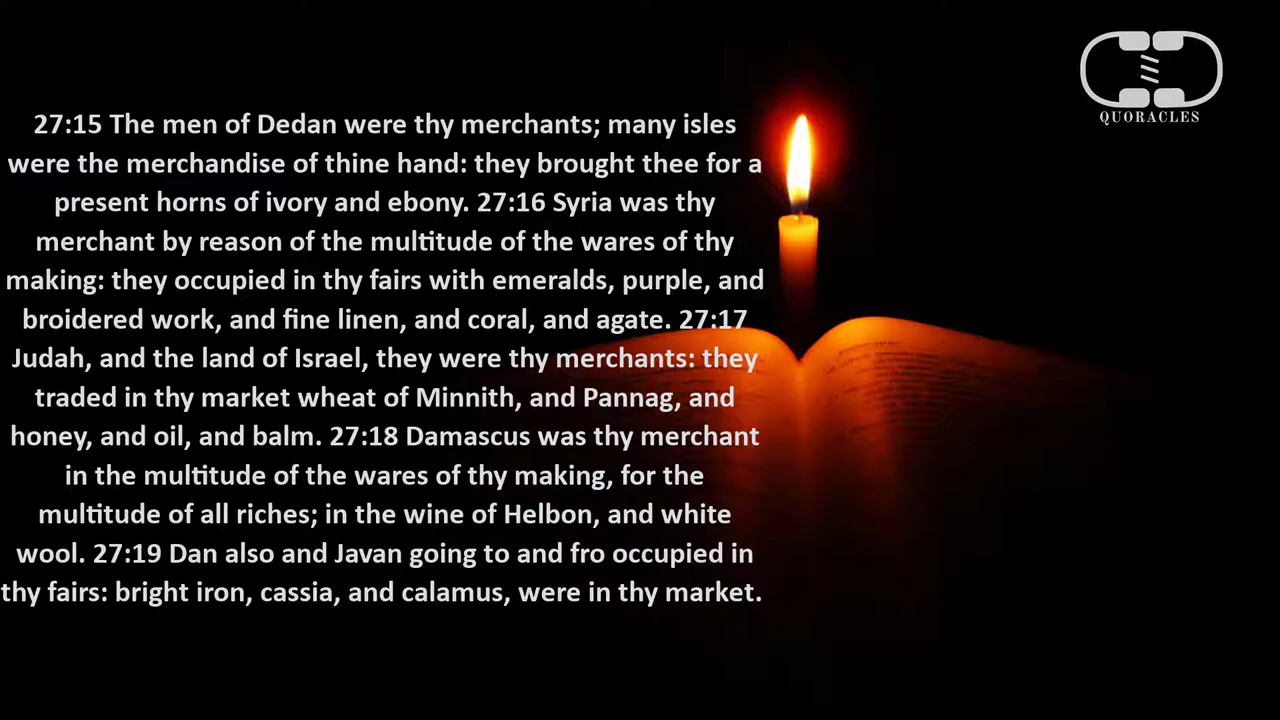 QUORACLES
27:15 The men of Dedan were thy merchants; many isles
were the merchandise of thine hand: they brought thee for a
present horns of ivory and ebony. 27:16 Syria was thy
merchant by reason of the multitude of the wares of thy
making: they occupied in thy fairs with emeralds, purple, and
broidered work, and fine linen, and coral, and agate. 27:17
Judah, and the land of Israel, they were thy merchants: they
traded in thy market wheat of Minnith, and Pannag, and
honey, and oil, and balm. 27:18 Damascus was thy merchant
in the multitude of the wares of thy making, for the
multitude of all riches; in the wine of Helbon, and white
wool. 27:19 Dan also and Javan going to and fro occupied in
thy fairs: bright iron, cassia, and calamus, were in thy market.